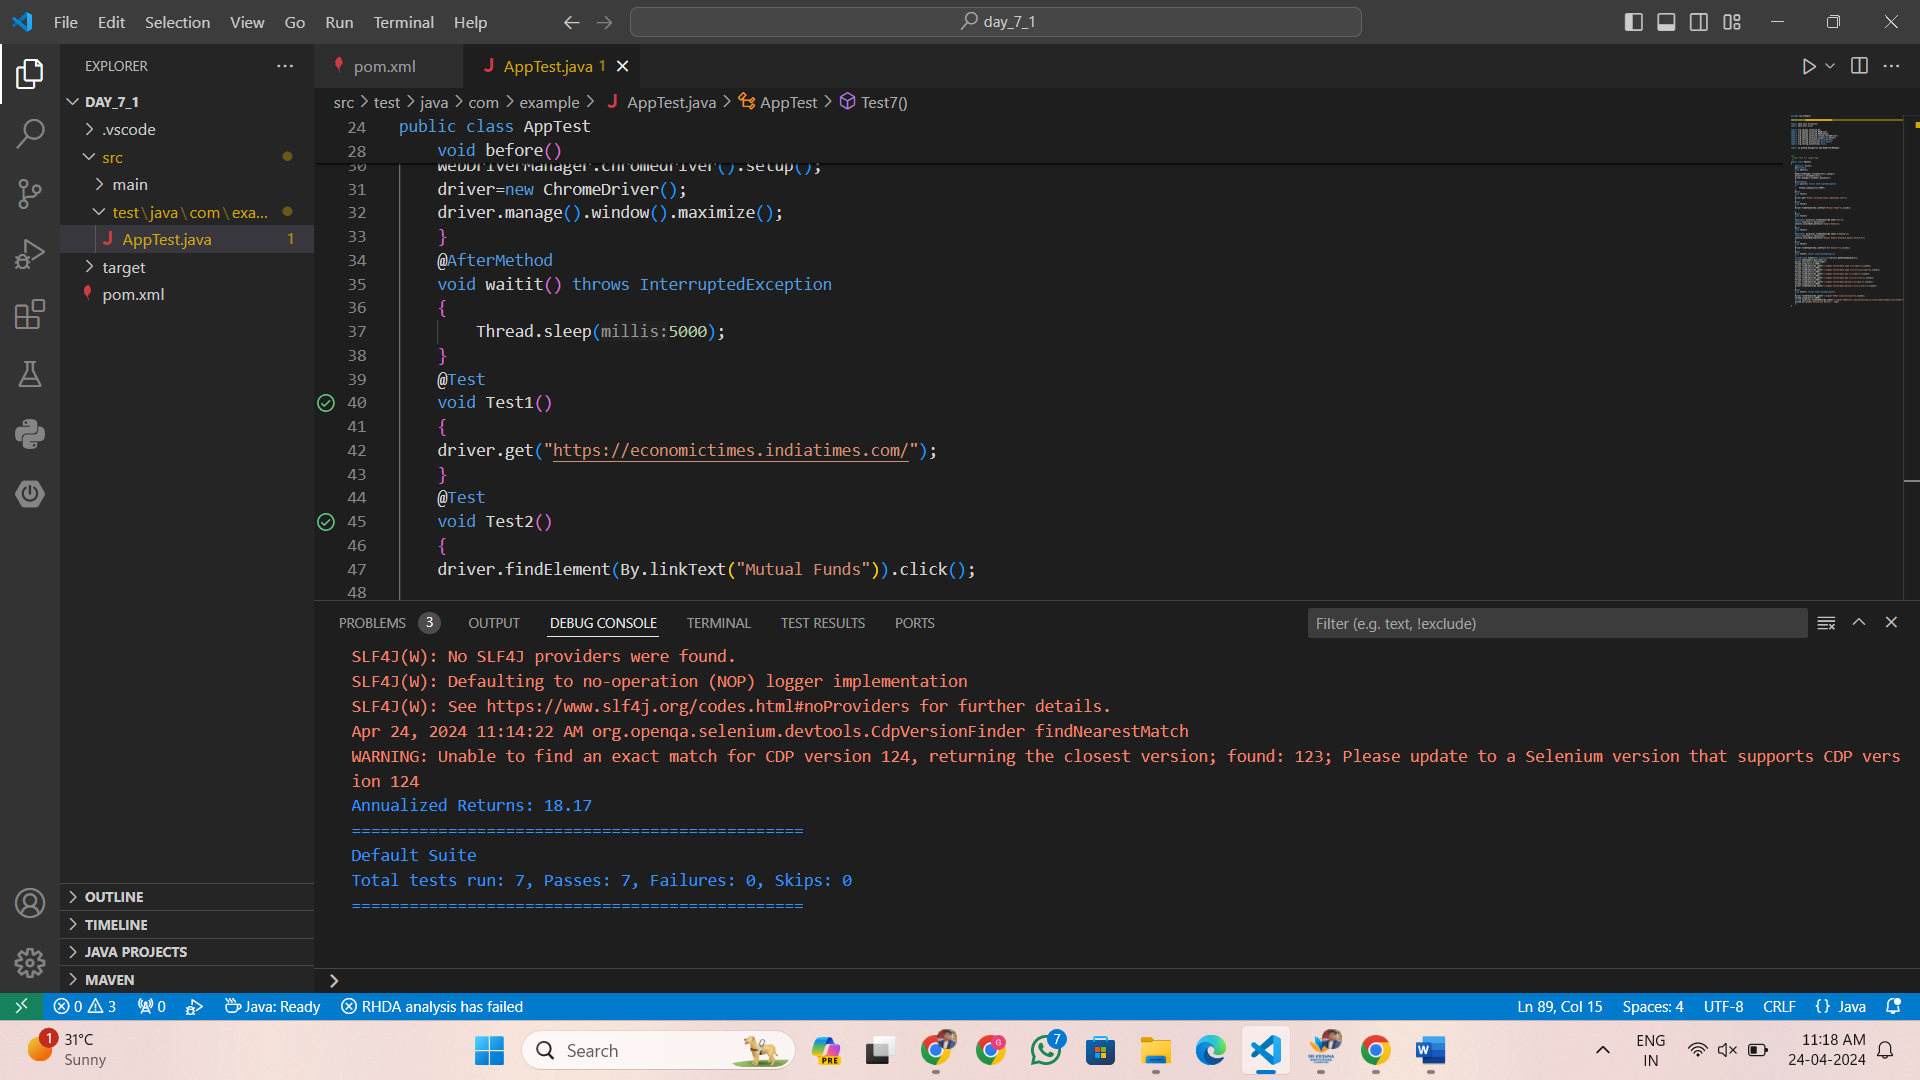 File Edit Selection View Go Run Terminal Help
day_7_1
EXPLORER
DAY_7_1
.vscode
src
main
test\java\com\exa...
AppTest.java 1
target
pom.xml
OUTLINE
TIMELINE
JAVA PROJECTS
MAVEN
pom.xml
AppTest.java 1
src > test > java > com > example > AppTest.java > AppTest > Test7()
24 public class AppTest
28 void before()
30 WebDriverManager.chromedriver().setup();
31 driver=new ChromeDriver();
32 driver.manage().window().maximize();
33 }
34 @AfterMethod
35 void waitit() throws InterruptedException
36 {
37 Thread.sleep(millis:5000);
38 }
39 @Test
40 void Test1()
41 {
42 driver.get("https://economictimes.indiatimes.com/");
43 }
44 @Test
45 void Test2()
46 {
47 driver.findElement(By.linkText("Mutual Funds")).click();
48
PROBLEMS 3 OUTPUT DEBUG CONSOLE TERMINAL TEST RESULTS PORTS
Filter (e.g. text, !exclude)
SLF4J(W): No SLF4J providers were found.
SLF4J(W): Defaulting to no-operation (NOP) logger implementation
SLF4J(W): See https://www.slf4j.org/codes.html#noProviders for further details.
Apr 24, 2024 11:14:22 AM org.openqa.selenium.devtools.CdpVersionFinder findNearestMatch
WARNING: Unable to find an exact match for CDP version 124, returning the closest version; found: 123; Please update to a Selenium version that supports CDP vers
ion 124
Annualized Returns: 18.17
===============================================
Default Suite
Total tests run: 7, Passes: 7, Failures: 0, Skips: 0
===============================================
0 3 0 Java: Ready RHDA analysis has failed
Ln 89, Col 15 Spaces: 4 UTF-8 CRLF {} Java
1
31°C
Sunny
Search
PRE
G
7
ENG
IN
11:18 AM
24-04-2024